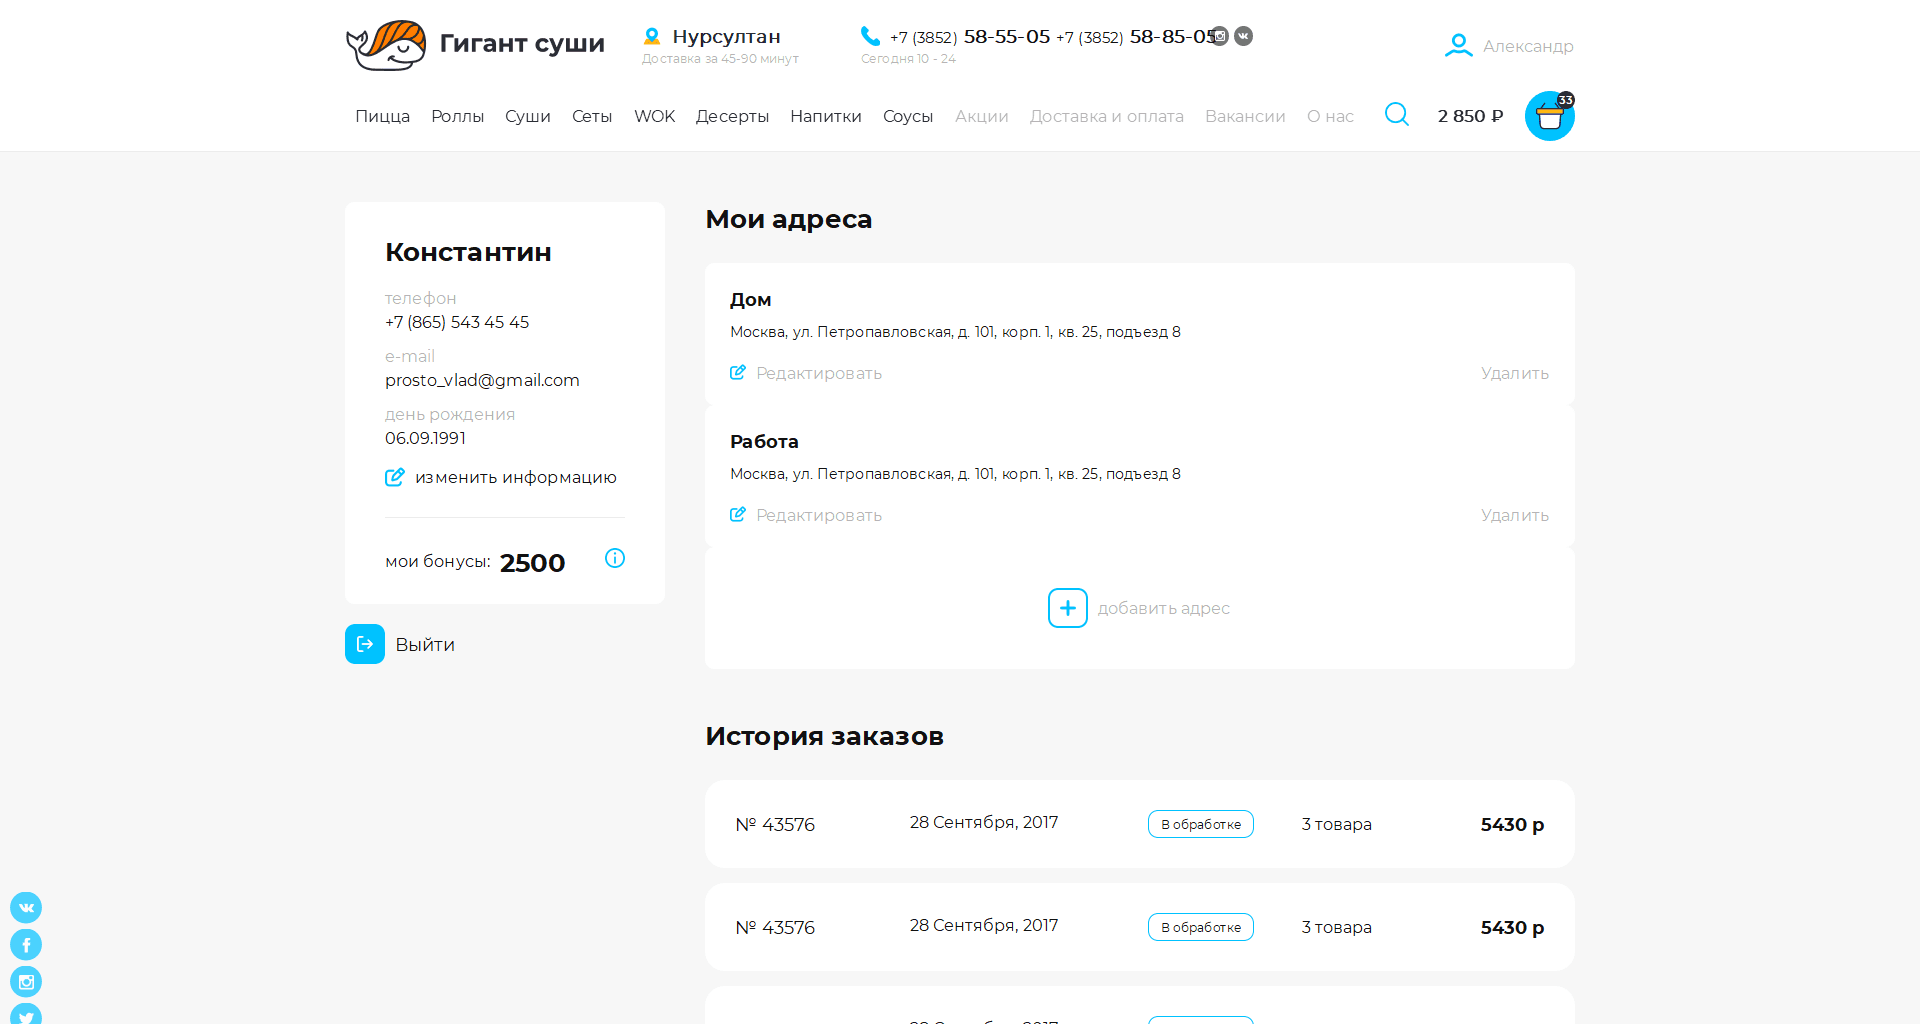 Гигант суши
Нурсултан
Доставка за 45-90 минут
+7 (3852) 58-55-05 +7 (3852) 58-85-05
Сегодня 10 - 24
Александр
Пицца Роллы Суши Сеты WOK Десерты Напитки Соусы Акции Доставка и оплата Вакансии О нас
2 850 ₽
33
Константин
телефон
+7 (865) 543 45 45
e-mail
prosto_vlad@gmail.com
день рождения
06.09.1991
изменить информацию
мои бонусы: 2500
Выйти
Мои адреса
Дом
Москва, ул. Петропавловская, д. 101, корп. 1, кв. 25, подъезд 8
Редактировать Удалить
Работа
Москва, ул. Петропавловская, д. 101, корп. 1, кв. 25, подъезд 8
Редактировать Удалить
добавить адрес
История заказов
№ 43576 28 Сентября, 2017 В обработке 3 товара 5430 р
№ 43576 28 Сентября, 2017 В обработке 3 товара 5430 р